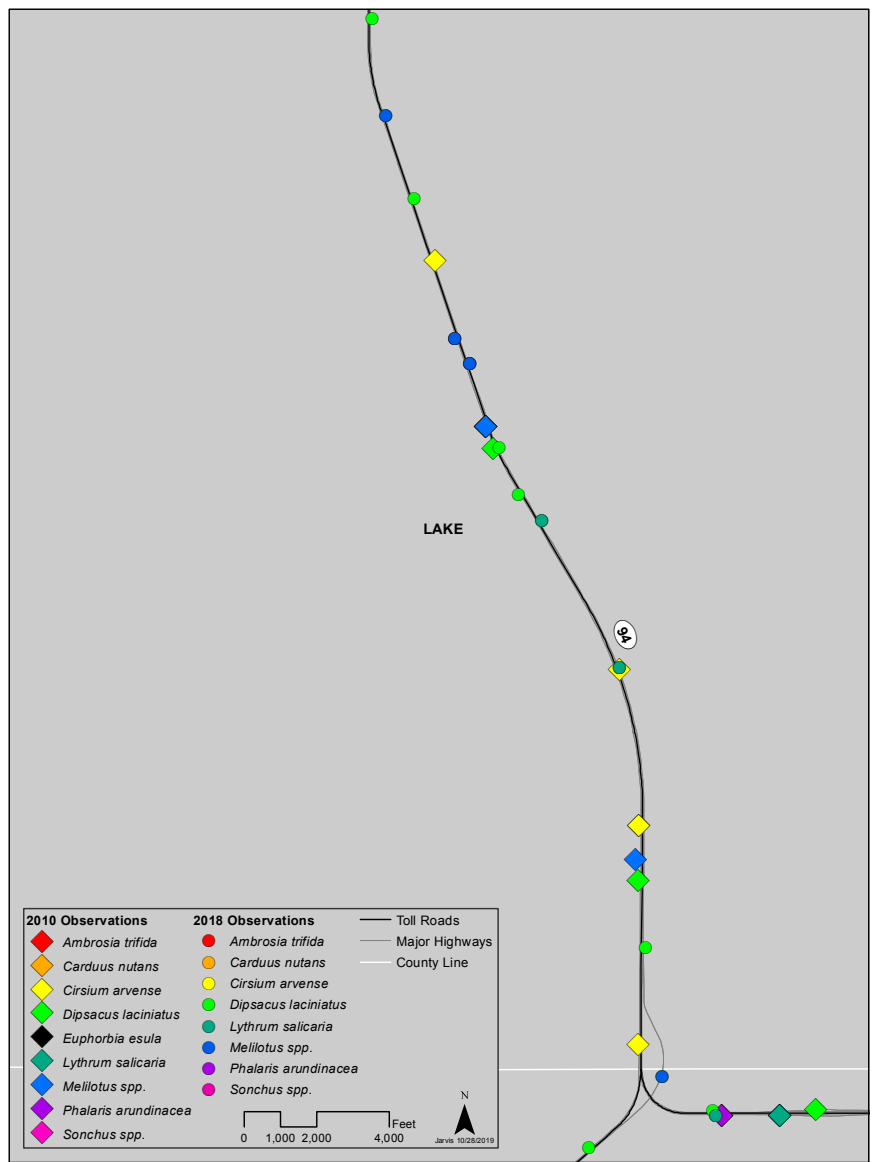 LAKE
94
2010 Observations
Ambrosia trifida
Carduus nutans
Cirsium arvense
Dipsacus laciniatus
Euphorbia esula
Lythrum salicaria
Melilotus spp.
Phalaris arundinacea
Sonchus spp.
2018 Observations
Ambrosia trifida
Carduus nutans
Cirsium arvense
Dipsacus laciniatus
Lythrum salicaria
Melilotus spp.
Phalaris arundinacea
Sonchus spp.
Toll Roads
Major Highways
County Line
Feet
0 1,000 2,000 4,000
N
Jarvis 10/28/2019